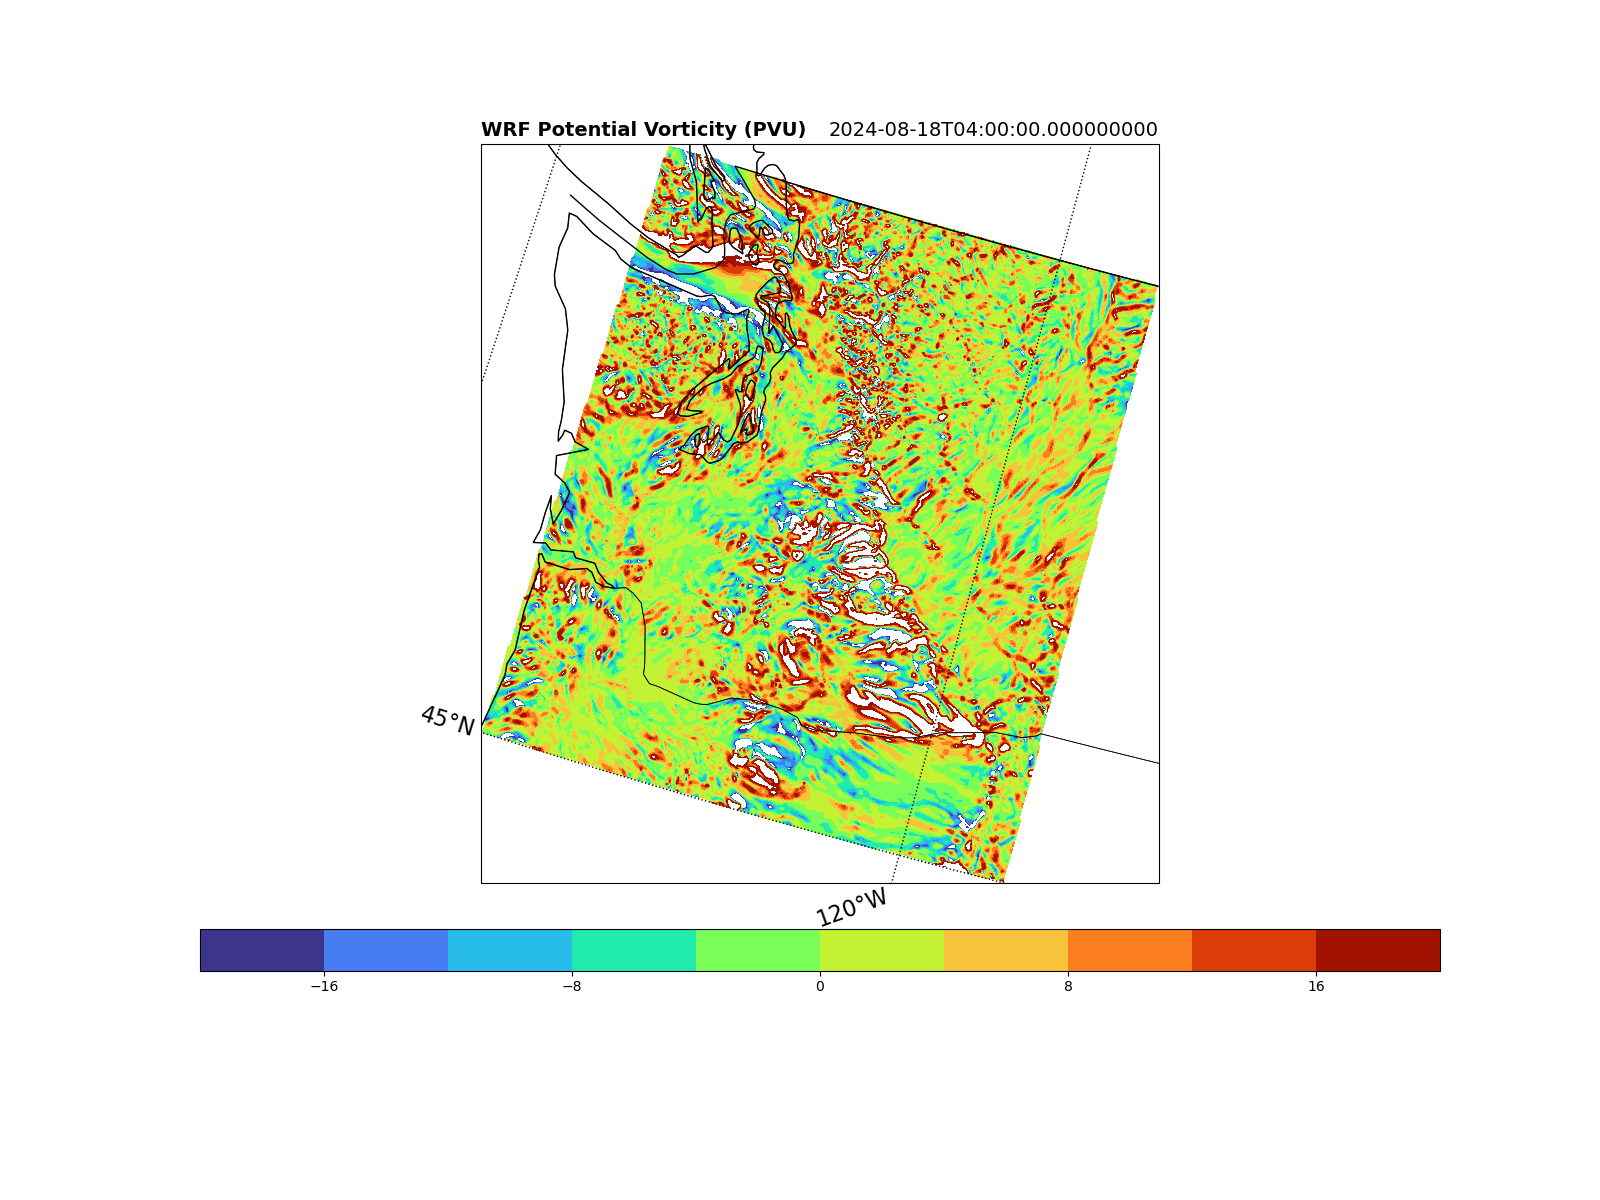 WRF Potential Vorticity (PVU) 2024-08-18T04:00:00.000000000
45°N
120°W
−16 −8 0 8 16